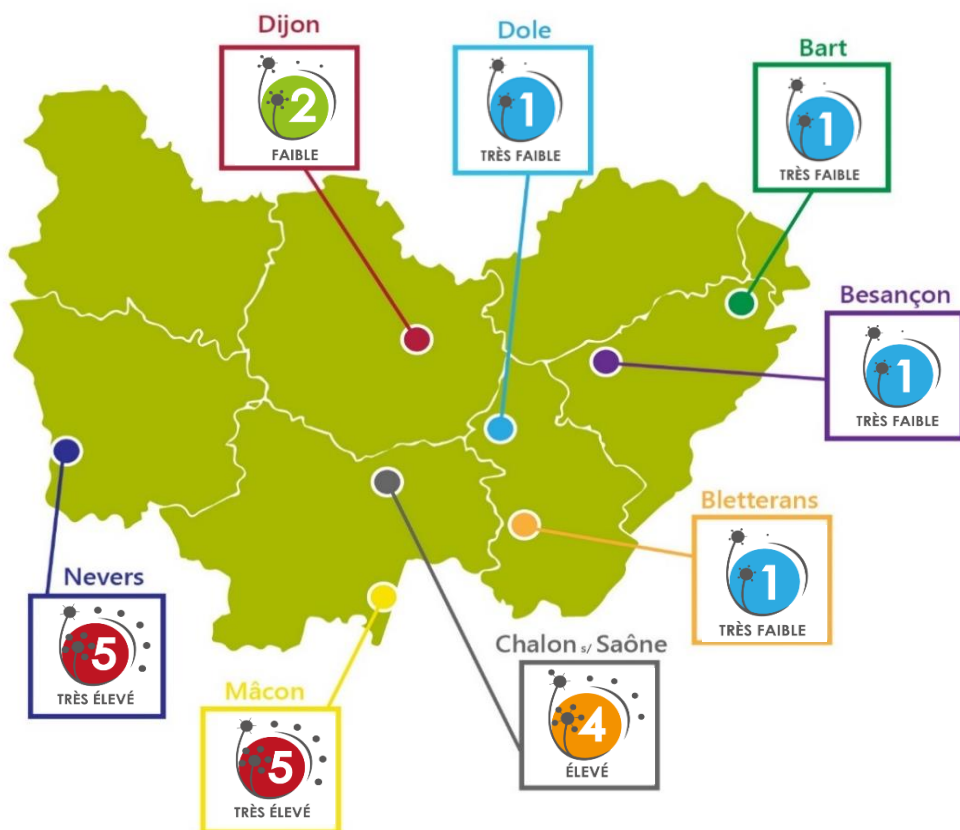 Dijon
2
FAIBLE
Dole
1
TRÈS FAIBLE
Bart
1
TRÈS FAIBLE
Besançon
1
TRÈS FAIBLE
Bletterans
1
TRÈS FAIBLE
Nevers
5
TRÈS ÉLEVÉ
Mâcon
5
TRÈS ÉLEVÉ
Chalon s/ Saône
4
ÉLEVÉ